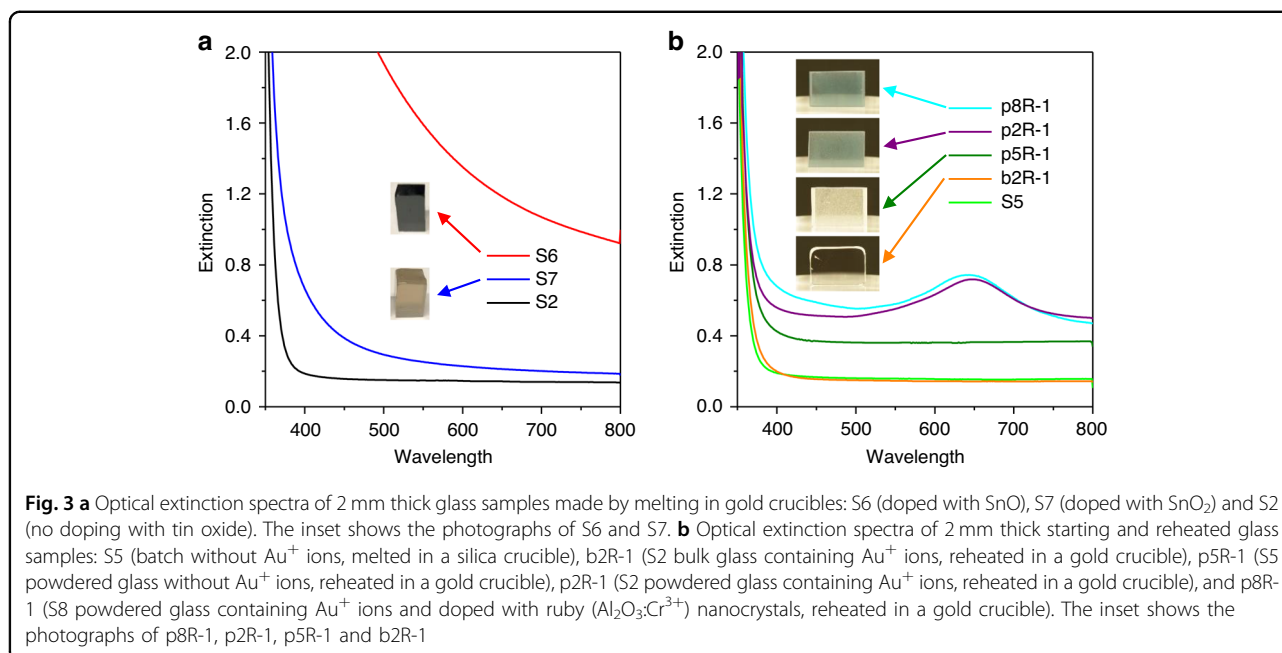 a
2.0
1.6
1.2
0.8
0.4
0.0
Extinction
400
500
600
700
800
Wavelength
S6
S7
S2
b
2.0
1.6
1.2
0.8
0.4
0.0
Extinction
400
500
600
700
800
Wavelength
p8R-1
p2R-1
p5R-1
b2R-1
S5
Fig. 3 a Optical extinction spectra of 2 mm thick glass samples made by melting in gold crucibles: S6 (doped with SnO), S7 (doped with SnO₂) and S2
(no doping with tin oxide). The inset shows the photographs of S6 and S7. b Optical extinction spectra of 2 mm thick starting and reheated glass
samples: S5 (batch without Au⁺ ions, melted in a silica crucible), b2R-1 (S2 bulk glass containing Au⁺ ions, reheated in a gold crucible), p5R-1 (S5
powdered glass without Au⁺ ions, reheated in a gold crucible), p2R-1 (S2 powdered glass containing Au⁺ ions, reheated in a gold crucible), and p8R-
1 (S8 powdered glass containing Au⁺ ions and doped with ruby (Al₂O₃:Cr³⁺) nanocrystals, reheated in a gold crucible). The inset shows the
photographs of p8R-1, p2R-1, p5R-1 and b2R-1